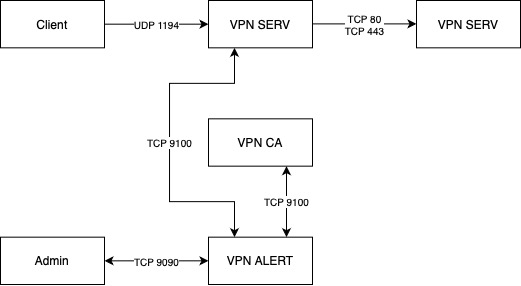 Client
UDP 1194
VPN SERV
TCP 80
TCP 443
VPN SERV
TCP 9100
VPN CA
TCP 9100
Admin
TCP 9090
VPN ALERT